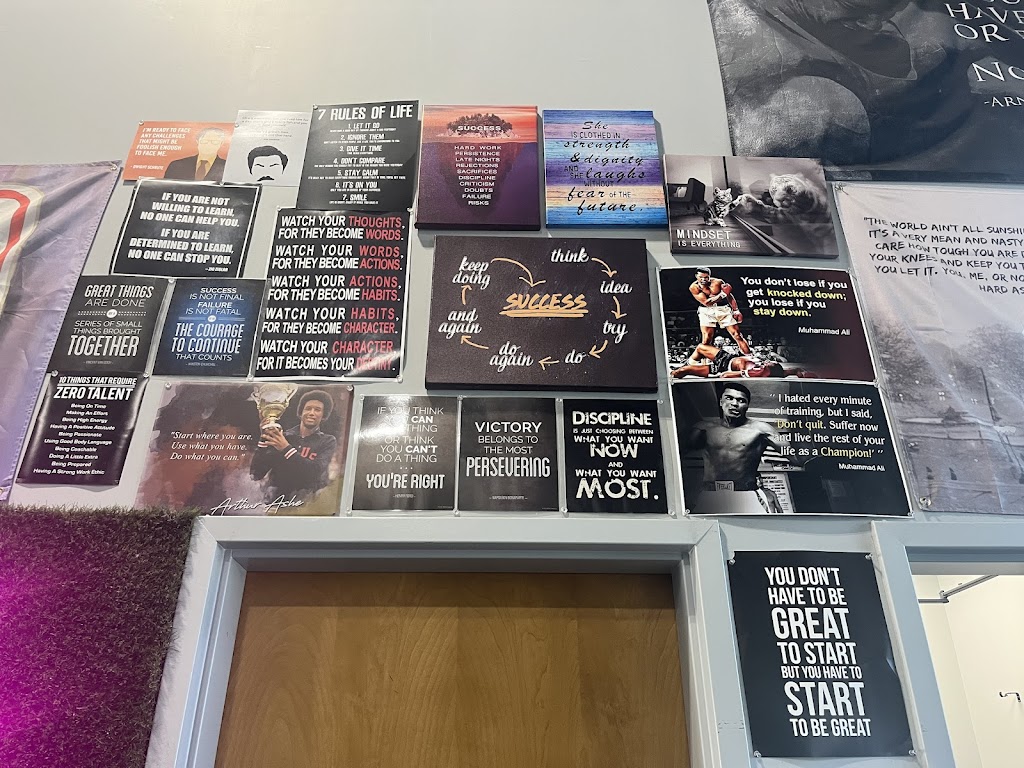 HAVE
OR
NO
I'M READY TO FACE
ANY CHALLENGES
THAT MIGHT BE
FOOLISH ENOUGH
TO FACE ME.
DWIGHT SCHRUTE
7 RULES OF LIFE
1. LET IT GO
2. IGNORE THEM
3. GIVE IT TIME
4. DON'T COMPARE
5. STAY CALM
6. IT'S ON YOU
7. SMILE
SUCCESS
HARD WORK
PERSISTENCE
LATE NIGHTS
REJECTIONS
SACRIFICES
DISCIPLINE
CRITICISM
DOUBTS
FAILURE
RISKS
She
IS CLOTHED IN
strength
& dignity
AND
SHE laughs
WITHOUT
fear OF THE
future.
MINDSET
IS EVERYTHING
IF YOU ARE NOT
WILLING TO LEARN,
NO ONE CAN HELP YOU.
IF YOU ARE
DETERMINED TO LEARN,
NO ONE CAN STOP YOU.
- ZIG ZIGLAR
WATCH YOUR THOUGHTS,
FOR THEY BECOME WORDS.
WATCH YOUR WORDS,
FOR THEY BECOME ACTIONS.
WATCH YOUR ACTIONS,
FOR THEY BECOME HABITS.
WATCH YOUR HABITS,
FOR THEY BECOME CHARACTER.
WATCH YOUR CHARACTER,
FOR IT BECOMES YOUR DESTINY.
SUCCESS
think
idea
try
do
do
again
and
again
keep
doing
"THE WORLD AIN'T ALL SUNSHI
IT'S A VERY MEAN AND NASTY
CARE HOW TOUGH YOU ARE
YOUR KNEES AND KEEP YOU
YOU LET IT. YOU, ME, OR NO
HARD AS
GREAT THINGS
ARE DONE
BY
SERIES OF SMALL
THINGS BROUGHT
TOGETHER
SUCCESS
IS NOT FINAL
FAILURE
IS NOT FATAL
IT IS
THE COURAGE
TO CONTINUE
THAT COUNTS
You don't lose if you
get knocked down;
you lose if you
stay down.
Muhammad Ali
10 THINGS THAT REQUIRE
ZERO TALENT
Being On Time
Making An Effort
Being High Energy
Having A Positive Attitude
Being Passionate
Using Good Body Language
Being Coachable
Doing A Little Extra
Being Prepared
Having A Strong Work Ethic
"Start where you are.
Use what you have.
Do what you can."
Arthur Ashe
IF YOU THINK
YOU CAN
DO A THING
OR THINK
YOU CAN'T
DO A THING
YOU'RE RIGHT
VICTORY
BELONGS TO
THE MOST
PERSEVERING
DISCIPLINE
IS JUST CHOOSING BETWEEN
WHAT YOU WANT
NOW
AND
WHAT YOU WANT
MOST.
"I hated every minute
of training, but I said,
Don't quit. Suffer now
and live the rest of your
life as a Champion!'"
Muhammad Ali
EVERLAST
YOU DON'T
HAVE TO BE
GREAT
TO START
BUT YOU HAVE TO
START
TO BE GREAT